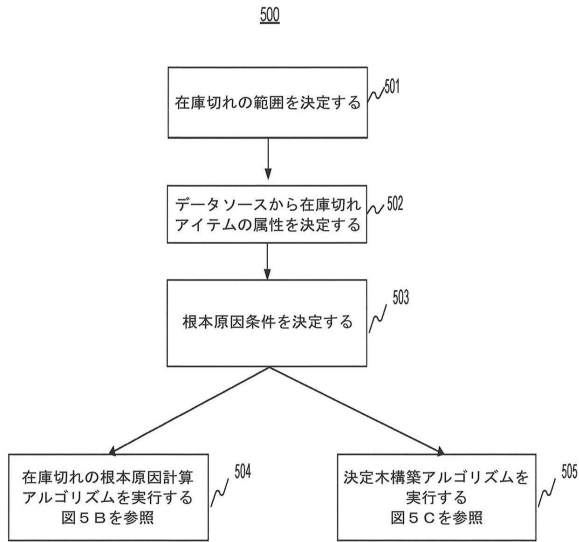 500
在庫切れの範囲を決定する
501
データソースから在庫切れ
アイテムの属性を決定する
502
根本原因条件を決定する
503
在庫切れの根本原因計算
アルゴリズムを実行する
図5Bを参照
504
決定木構築アルゴリズムを
実行する
図5Cを参照
505